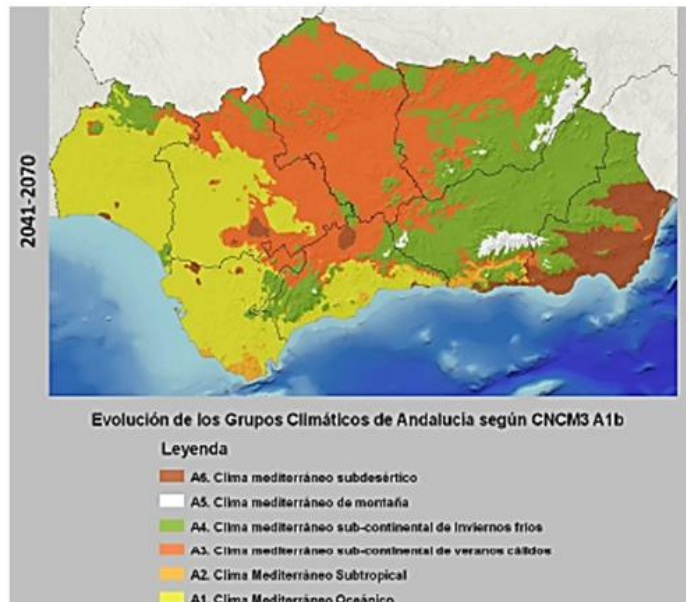 2041-2070
Evolución de los Grupos Climáticos de Andalucia según CNCM3 A1b
Leyenda
A6. Clima mediterráneo subdesértico
A5. Clima mediterráneo de montaña
A4. Clima mediterráneo sub-continental de inviernos fríos
A3. Clima mediterráneo sub-continental de veranos cálidos
A2. Clima Mediterráneo Subtropical
A1. Clima Mediterráneo Oceánico